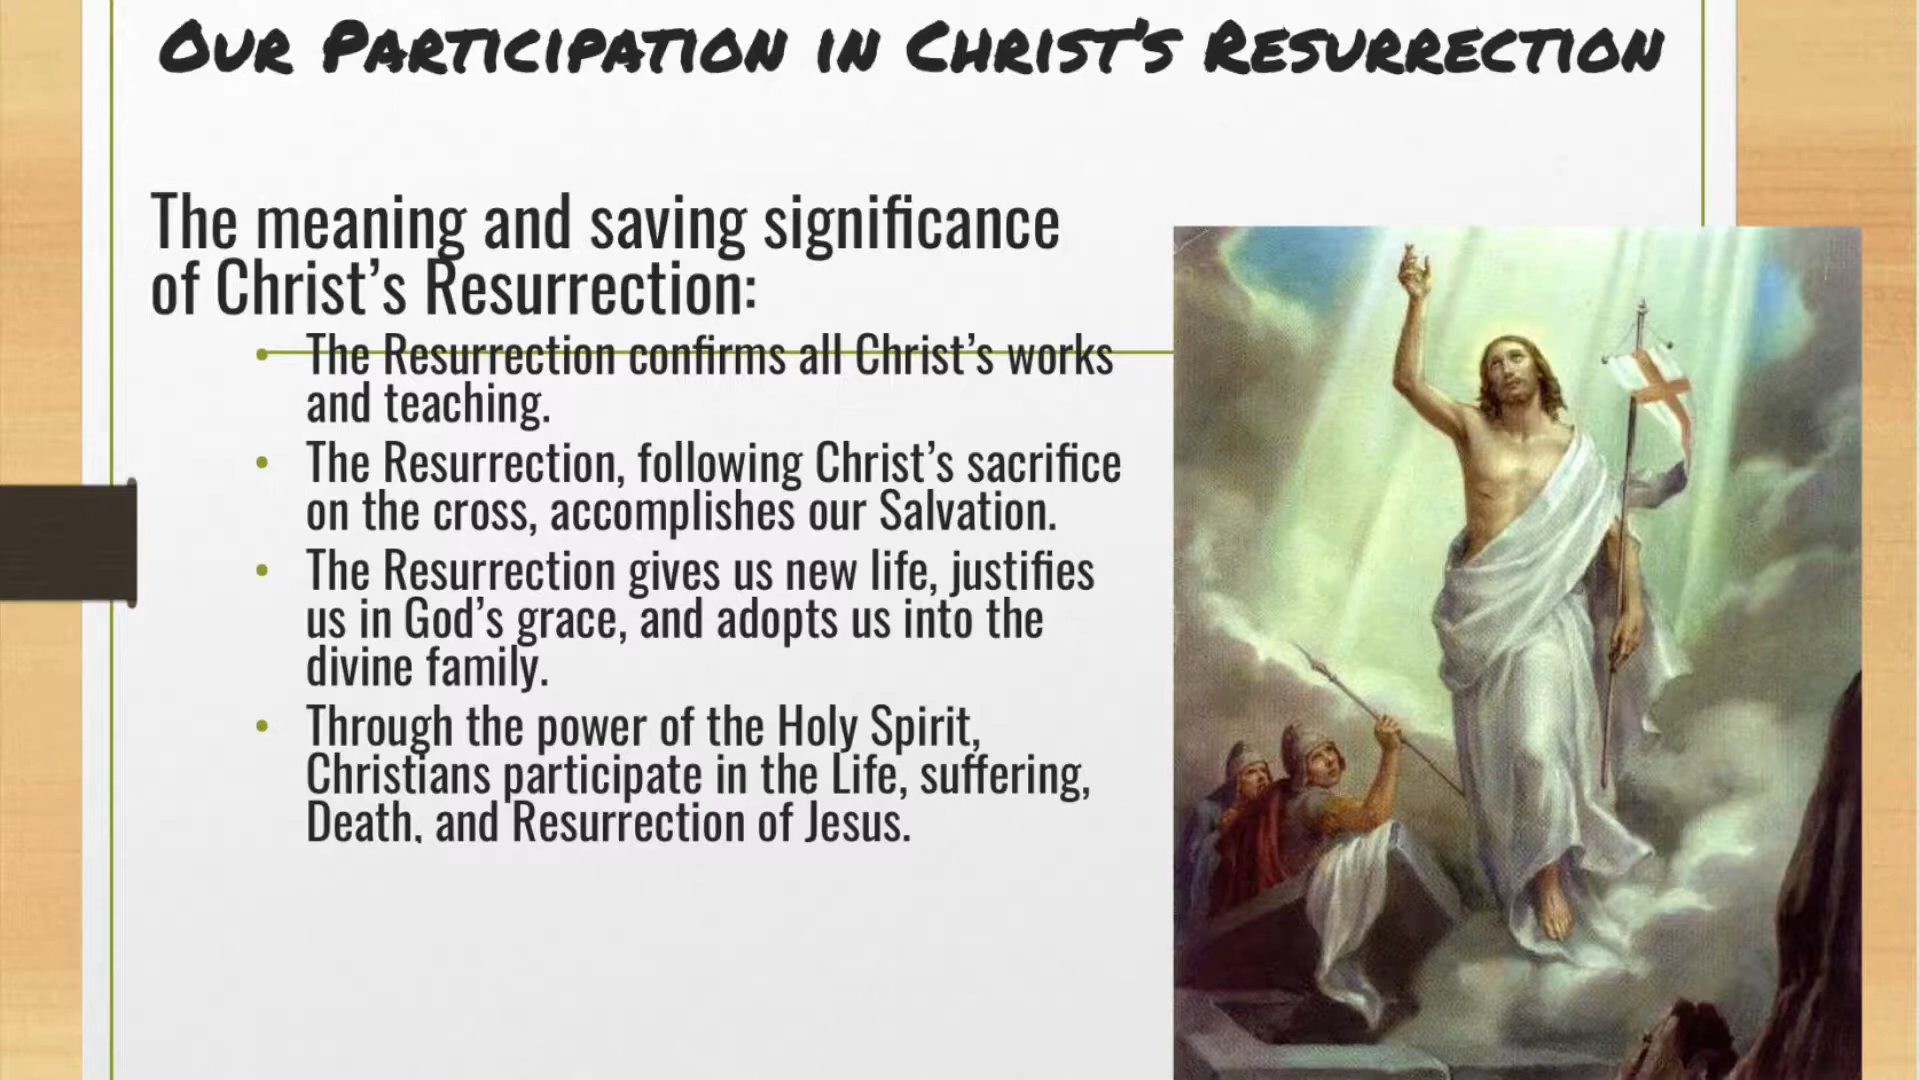 Our Participation in Christ's Resurrection
The meaning and saving significance
of Christ’s Resurrection:
• The Resurrection confirms all Christ’s works
and teaching.
• The Resurrection, following Christ’s sacrifice
on the cross, accomplishes our Salvation.
• The Resurrection gives us new life, justifies
us in God’s grace, and adopts us into the
divine family.
• Through the power of the Holy Spirit,
Christians participate in the Life, suffering,
Death, and Resurrection of Jesus.